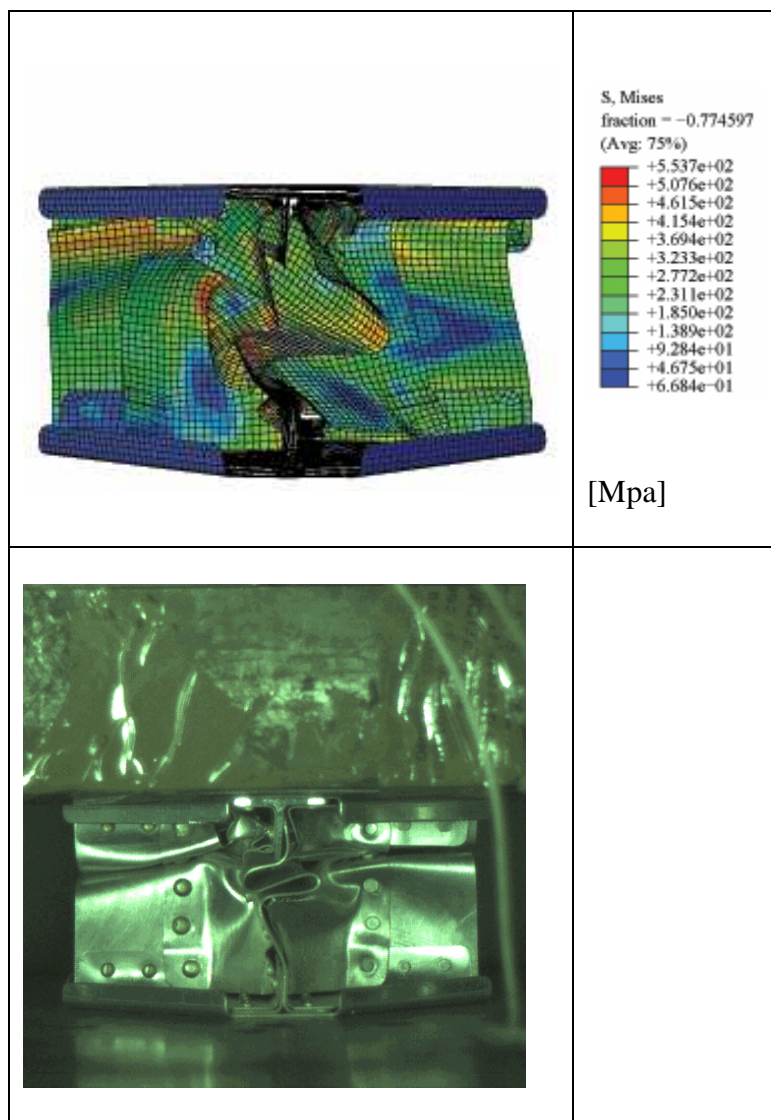 S, Mises
fraction = −0.774597
(Avg: 75%)
+5.537e+02
+5.076e+02
+4.615e+02
+4.154e+02
+3.694e+02
+3.233e+02
+2.772e+02
+2.311e+02
+1.850e+02
+1.389e+02
+9.284e+01
+4.675e+01
+6.684e−01
[Mpa]